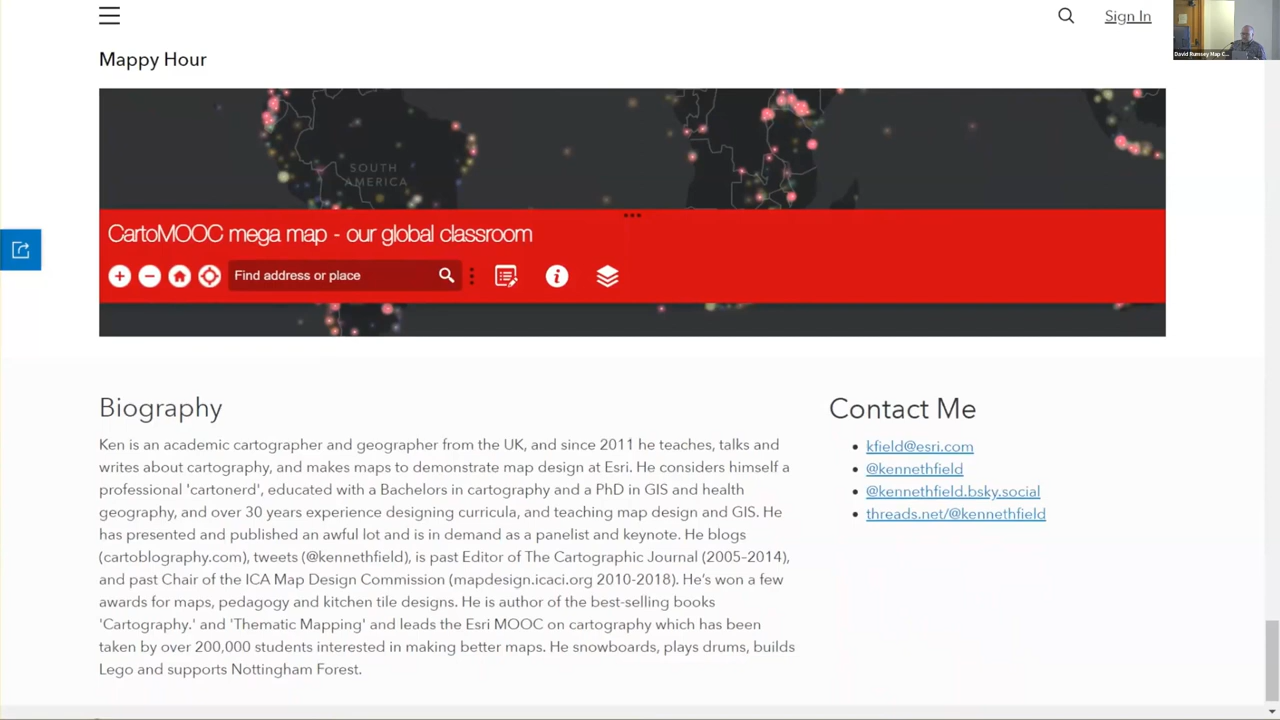 Sign In
David Rumsey Map C...
Mappy Hour
SOUTH
AMERICA
CartoMOOC mega map - our global classroom
Find address or place
Biography
Ken is an academic cartographer and geographer from the UK, and since 2011 he teaches, talks and
writes about cartography, and makes maps to demonstrate map design at Esri. He considers himself a
professional 'cartonerd', educated with a Bachelors in cartography and a PhD in GIS and health
geography, and over 30 years experience designing curricula, and teaching map design and GIS. He
has presented and published an awful lot and is in demand as a panelist and keynote. He blogs
(cartoblography.com), tweets (@kennethfield), is past Editor of The Cartographic Journal (2005–2014),
and past Chair of the ICA Map Design Commission (mapdesign.icaci.org 2010-2018). He's won a few
awards for maps, pedagogy and kitchen tile designs. He is author of the best-selling books
'Cartography.' and 'Thematic Mapping' and leads the Esri MOOC on cartography which has been
taken by over 200,000 students interested in making better maps. He snowboards, plays drums, builds
Lego and supports Nottingham Forest.
Contact Me
kfield@esri.com
@kennethfield
@kennethfield.bsky.social
threads.net/@kennethfield